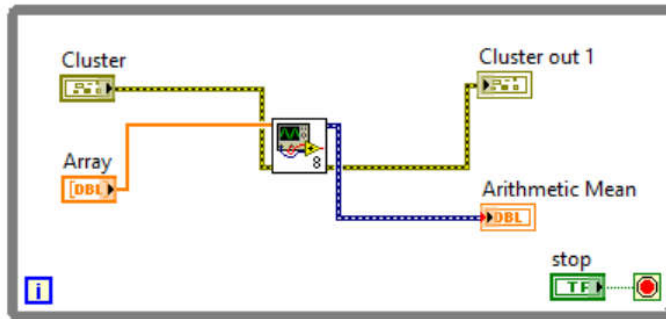 Cluster
Cluster out 1
8
Array
DBL
Arithmetic Mean
DBL
stop
TF
i